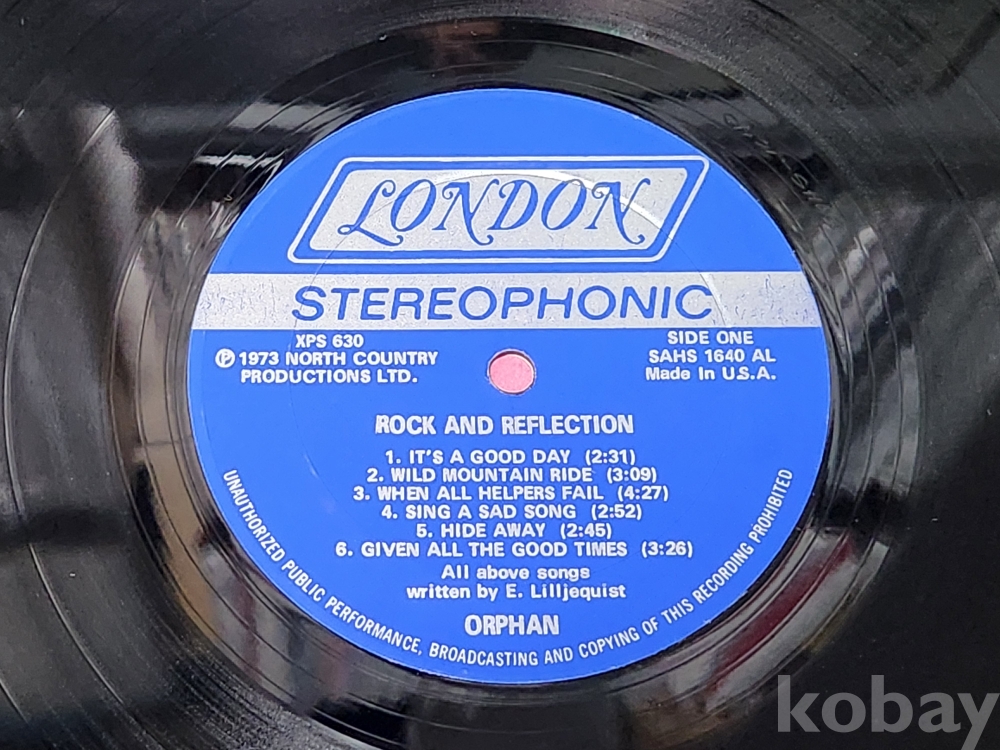 LONDON
STEREOPHONIC
XPS 630
℗ 1973 NORTH COUNTRY
PRODUCTIONS LTD.
SIDE ONE
SAHS 1640 AL
Made In U.S.A.
ROCK AND REFLECTION
1. IT'S A GOOD DAY (2:31)
2. WILD MOUNTAIN RIDE (3:09)
3. WHEN ALL HELPERS FAIL (4:27)
4. SING A SAD SONG (2:52)
5. HIDE AWAY (2:45)
6. GIVEN ALL THE GOOD TIMES (3:26)
All above songs
written by E. Lilljequist
ORPHAN
UNAUTHORIZED PUBLIC PERFORMANCE, BROADCASTING AND COPYING OF THIS RECORDING PROHIBITED
kobay